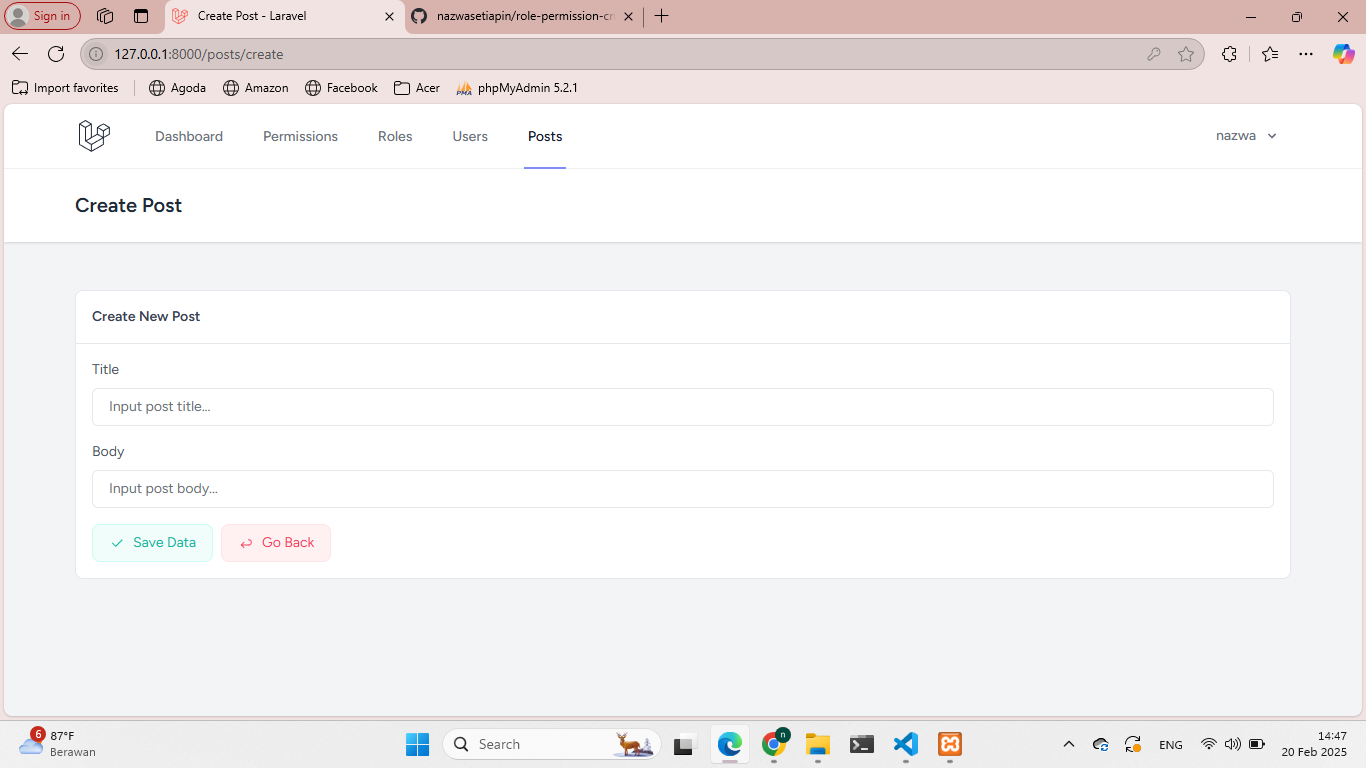 Sign in
Create Post - Laravel
nazwasetiapin/role-permission-cr
127.0.0.1:8000/posts/create
Import favorites
Agoda
Amazon
Facebook
Acer
phpMyAdmin 5.2.1
Dashboard
Permissions
Roles
Users
Posts
nazwa
Create Post
Create New Post
Title
Input post title...
Body
Input post body...
Save Data
Go Back
6
87°F
Berawan
Search
n
ENG
14:47
20 Feb 2025